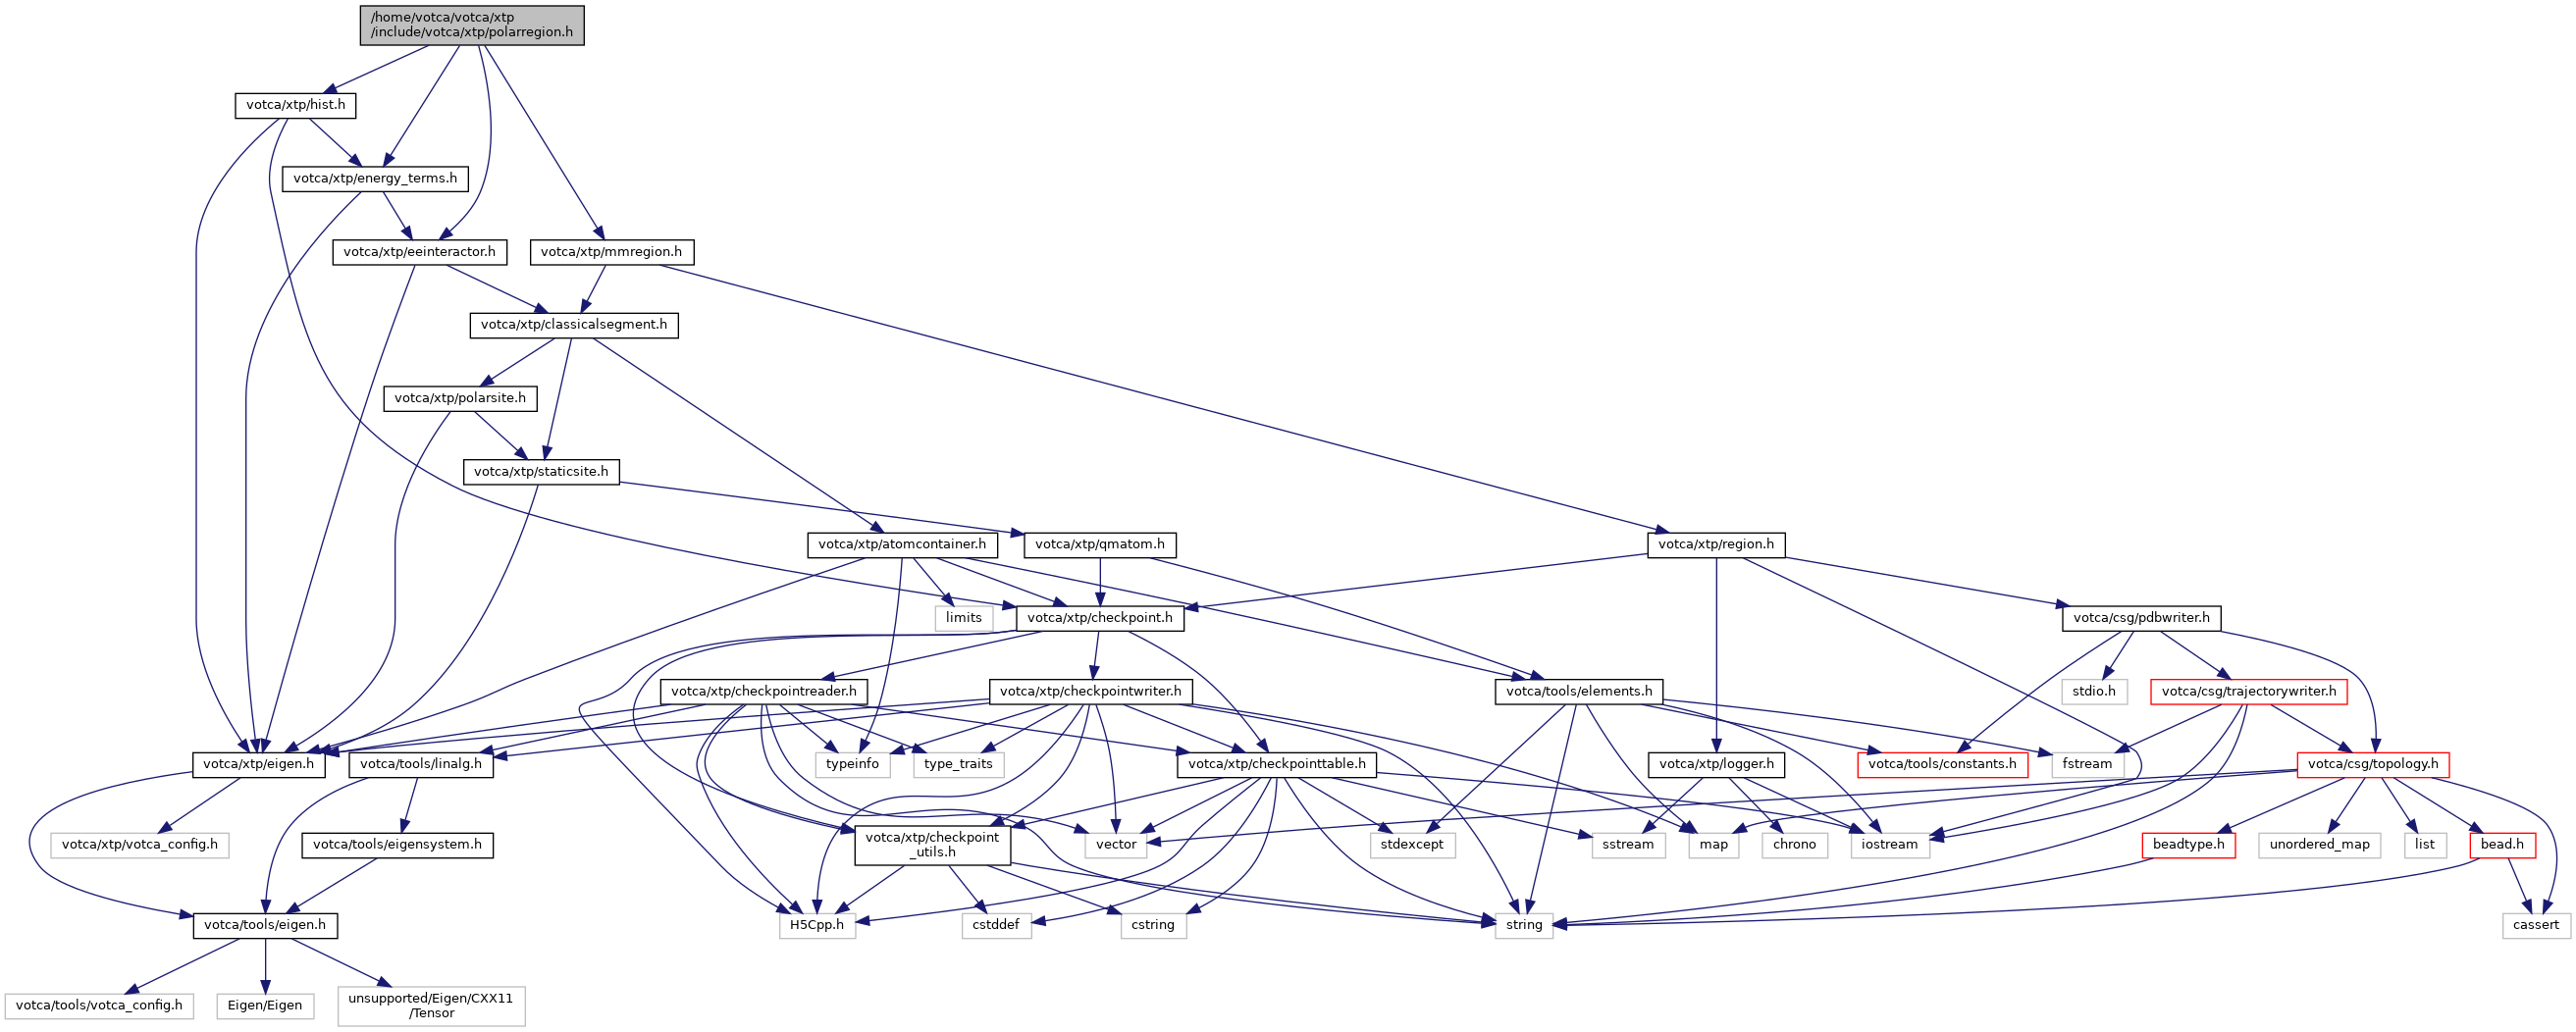 /home/votca/votca/xtp
/include/votca/xtp/polarregion.h
votca/xtp/hist.h
votca/xtp/energy_terms.h
votca/xtp/eeinteractor.h
votca/xtp/mmregion.h
votca/xtp/classicalsegment.h
votca/xtp/polarsite.h
votca/xtp/staticsite.h
votca/xtp/atomcontainer.h
votca/xtp/qmatom.h
votca/xtp/region.h
limits
votca/xtp/checkpoint.h
votca/csg/pdbwriter.h
votca/xtp/checkpointreader.h
votca/xtp/checkpointwriter.h
votca/tools/elements.h
stdio.h
votca/csg/trajectorywriter.h
votca/xtp/eigen.h
votca/tools/linalg.h
typeinfo
type_traits
votca/xtp/checkpointtable.h
votca/xtp/logger.h
votca/tools/constants.h
fstream
votca/csg/topology.h
votca/xtp/votca_config.h
votca/tools/eigensystem.h
votca/xtp/checkpoint
_utils.h
vector
stdexcept
sstream
map
chrono
iostream
beadtype.h
unordered_map
list
bead.h
votca/tools/eigen.h
H5Cpp.h
cstddef
cstring
string
cassert
votca/tools/votca_config.h
Eigen/Eigen
unsupported/Eigen/CXX11
/Tensor